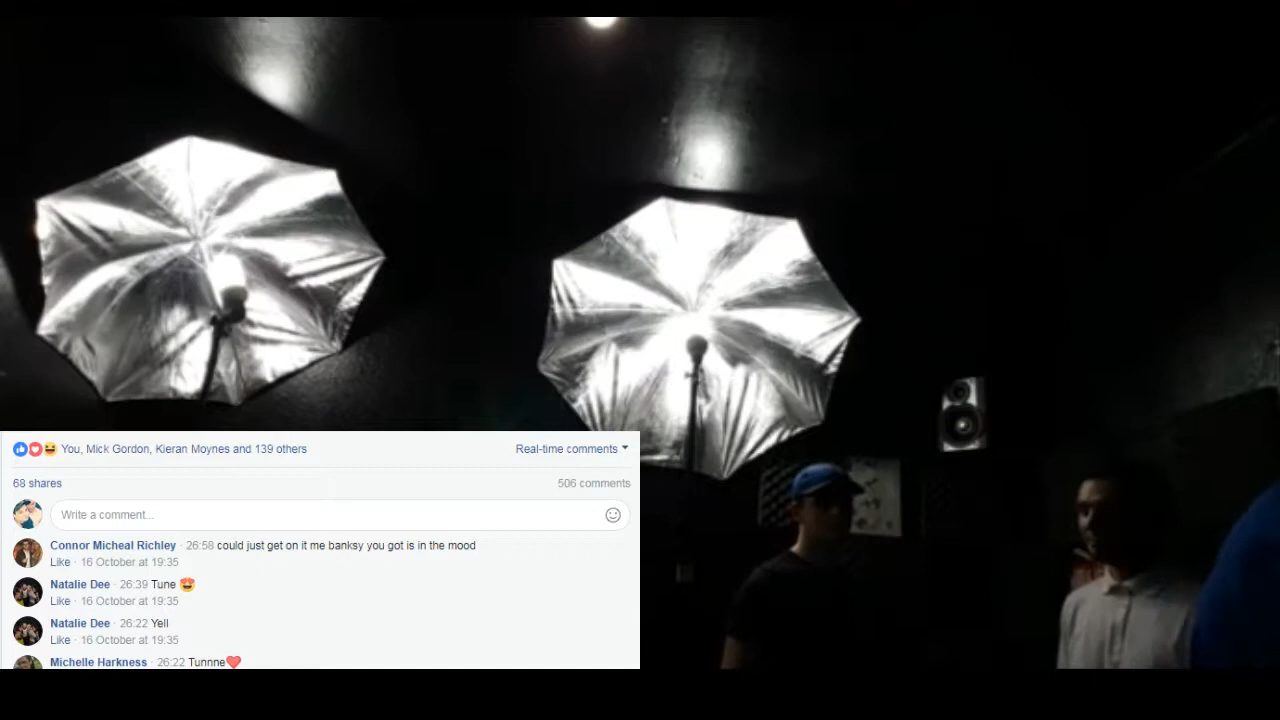 You, Mick Gordon, Kieran Moynes and 139 others
Real-time comments
68 shares
506 comments
Write a comment...
Connor Micheal Richley · 26:58 could just get on it me banksy you got is in the mood
Like · 16 October at 19:35
Natalie Dee · 26:39 Tune 😍
Like · 16 October at 19:35
Natalie Dee · 26:22 Yell
Like · 16 October at 19:35
Michelle Harkness · 26:22 Tunnne❤️